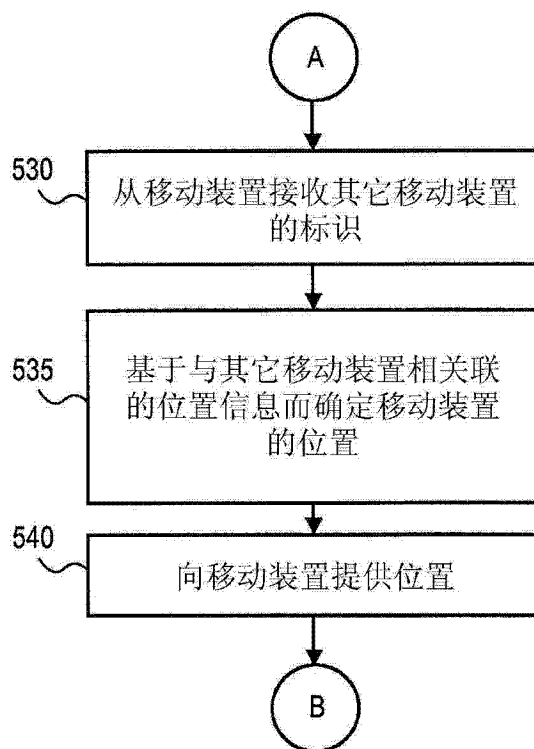 A
530
从移动装置接收其它移动装置
的标识
535
基于与其它移动装置相关联
的位置信息而确定移动装置
的位置
540
向移动装置提供位置
B